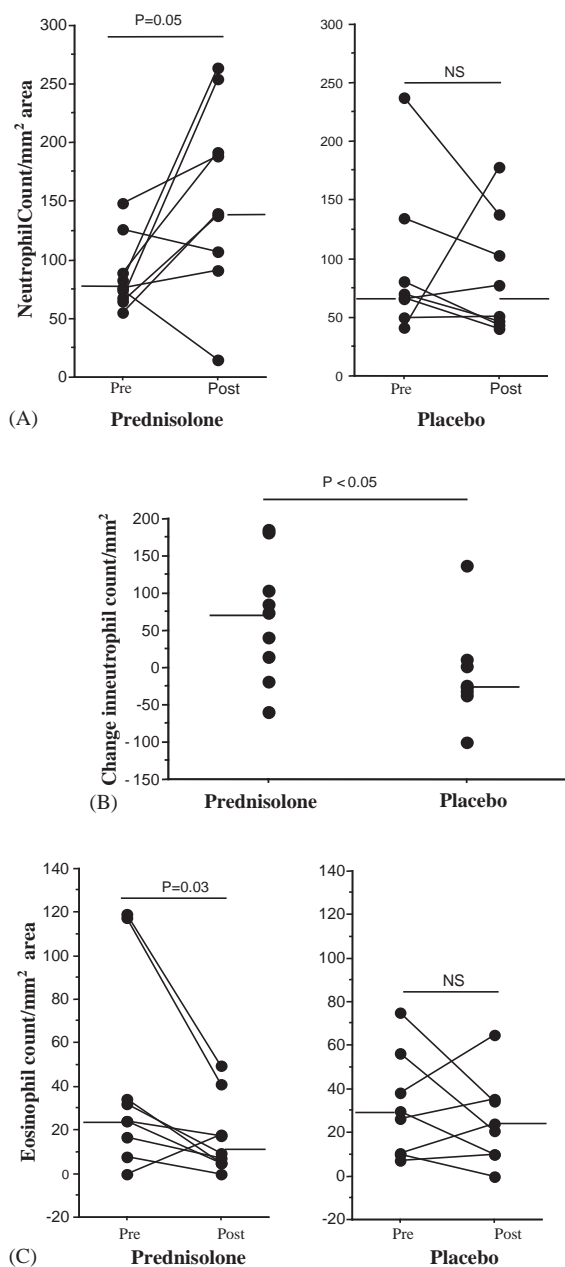 P=0.05
NS
300
250
200
150
100
50
0
Neutrophil Count/mm² area
Pre
Post
Prednisolone
300
250
200
150
100
50
0
Pre
Post
Placebo
(A)
P < 0.05
200
150
100
50
0
-50
-100
-150
Change inneutrophil count/mm²
Prednisolone
Placebo
(B)
P=0.03
NS
140
120
100
80
60
40
20
0
-20
Eosinophil count/mm² area
Pre
Post
Prednisolone
140
120
100
80
60
40
20
0
-20
Pre
Post
Placebo
(C)